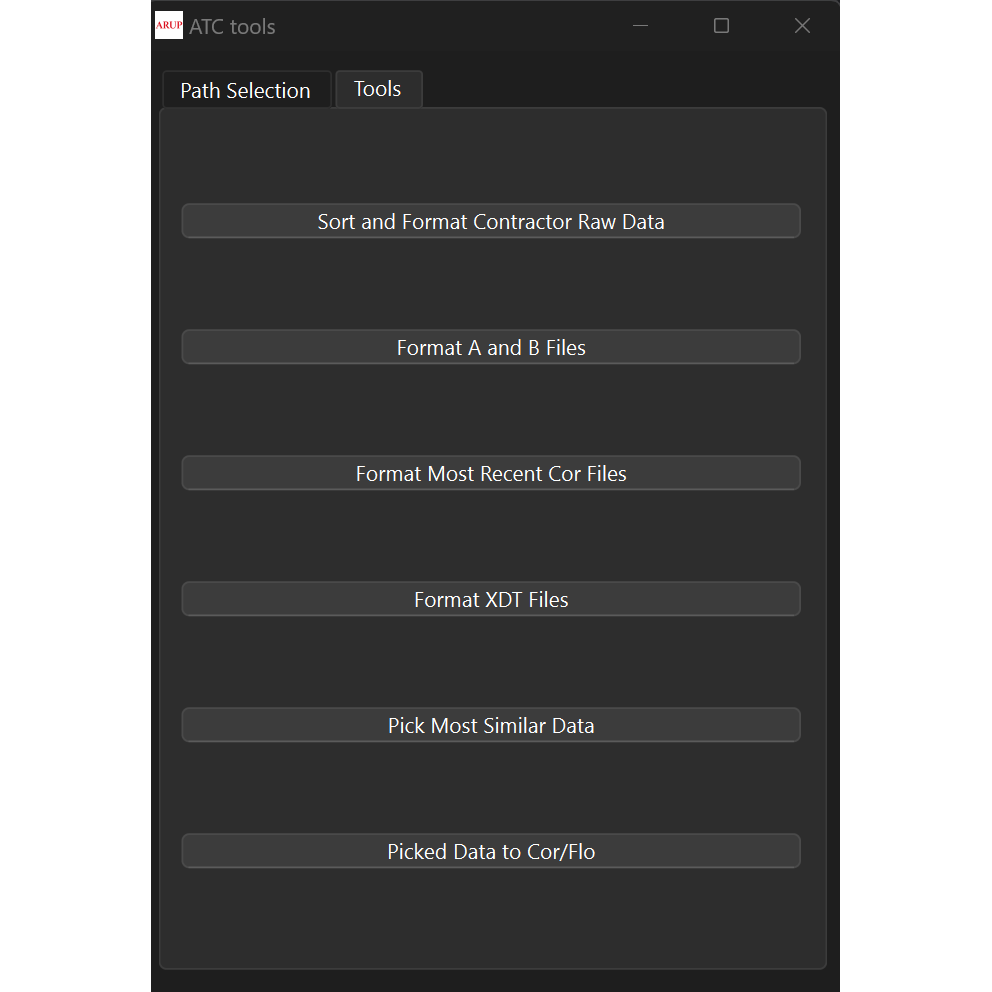 ARUP ATC tools
Path Selection Tools
Sort and Format Contractor Raw Data
Format A and B Files
Format Most Recent Cor Files
Format XDT Files
Pick Most Similar Data
Picked Data to Cor/Flo